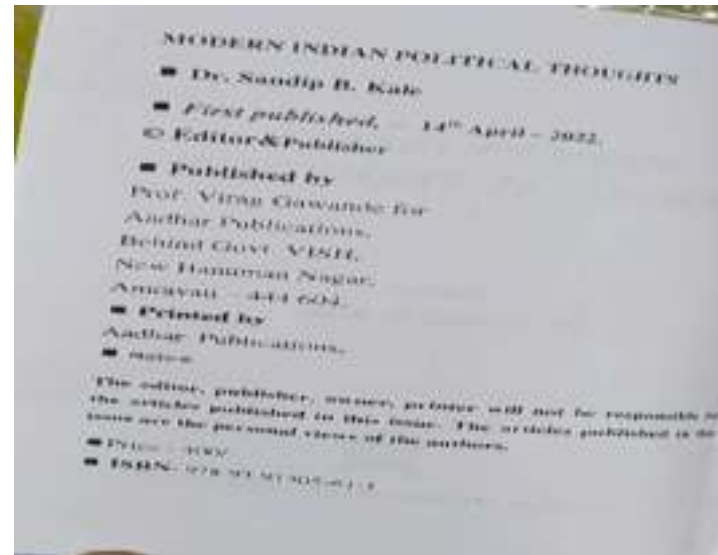 MODERN INDIAN POLITICAL THOUGHTS
Dr. Sandip B. Kale
First published, - 14th April - 2022.
© Editor&Publisher
Published by
Prof. Virag Gawande for
Aadhar Publications,
Behind Govt. VISH,
New Hanuman Nagar,
Amravati - 444 604.
Printed by
Aadhar Publications,
The editor, publisher, owner, printer will not be responsible
the articles published in this issue. The articles published in
issue are the personal views of the authors.
Price - 400/
ISBN-